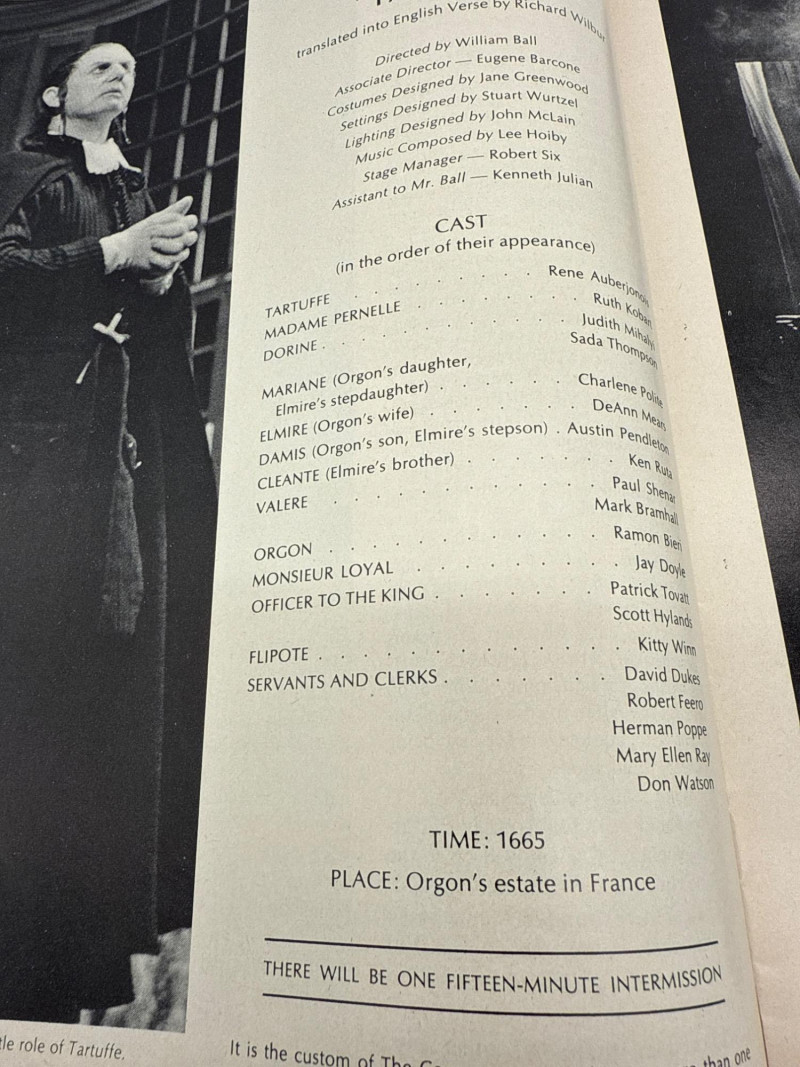 translated into English Verse by Richard Wilbur
Directed by William Ball
Associate Director — Eugene Barcone
Costumes Designed by Jane Greenwood
Settings Designed by Stuart Wurtzel
Lighting Designed by John McLain
Music Composed by Lee Hoiby
Stage Manager — Robert Six
Assistant to Mr. Ball — Kenneth Julian
CAST
(in the order of their appearance)
TARTUFFE . . . . . . . . . Rene Auberjonois
MADAME PERNELLE . . . . . . . Ruth Kobart
DORINE . . . . . . . . . . Judith Mihalyi
Sada Thompson
MARIANE (Orgon's daughter,
Elmire's stepdaughter) . . . . . . Charlene Polite
ELMIRE (Orgon's wife) . . . . . . . DeAnn Mears
DAMIS (Orgon's son, Elmire's stepson) . Austin Pendleton
CLEANTE (Elmire's brother) . . . . . . Ken Ruta
VALERE . . . . . . . . . . . Paul Shenar
Mark Bramhall
ORGON . . . . . . . . . . . Ramon Bieri
MONSIEUR LOYAL . . . . . . . . Jay Doyle
OFFICER TO THE KING . . . . . . . Patrick Tovatt
Scott Hylands
FLIPOTE . . . . . . . . . . . . Kitty Winn
SERVANTS AND CLERKS . . . . . . . David Dukes
Robert Feero
Herman Poppe
Mary Ellen Ray
Don Watson
TIME: 1665
PLACE: Orgon's estate in France
THERE WILL BE ONE FIFTEEN-MINUTE INTERMISSION
role of Tartuffe.
It is the custom of The
than one